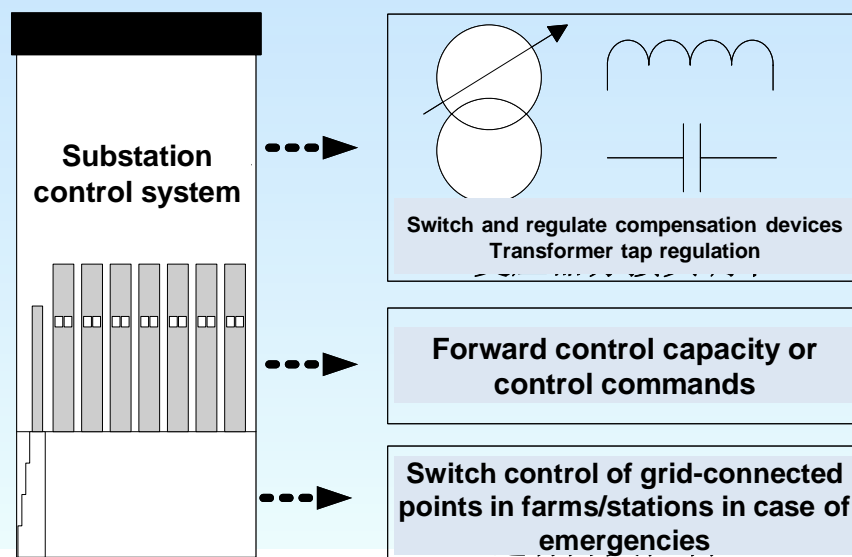 Substation
control system
Switch and regulate compensation devices
Transformer tap regulation
Forward control capacity or
control commands
Switch control of grid-connected
points in farms/stations in case of
emergencies